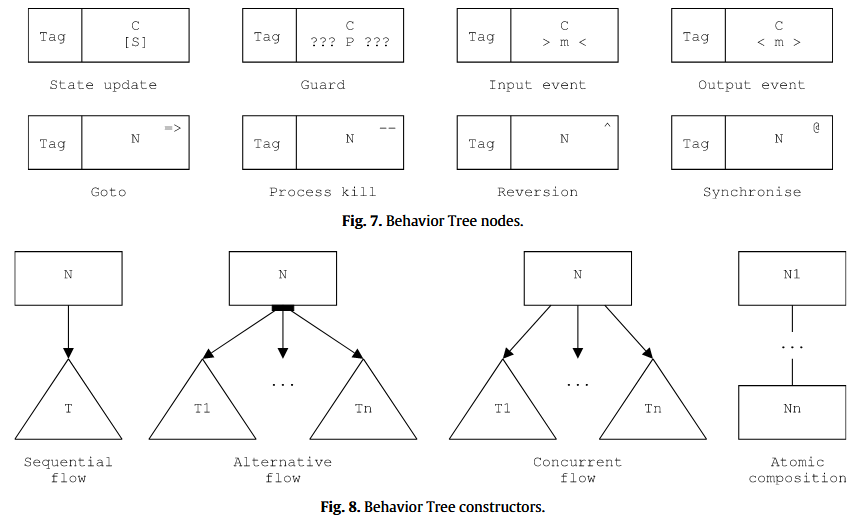 Tag C [S]
State update
Tag C ??? P ???
Guard
Tag C > m <
Input event
Tag C < m >
Output event
Tag N =>
Goto
Tag N --
Process kill
Tag N ^
Reversion
Tag N @
Synchronise
Fig. 7. Behavior Tree nodes.
N
T
Sequential
flow
N
T1 ... Tn
Alternative
flow
N
T1 ... Tn
Concurrent
flow
N1
...
Nn
Atomic
composition
Fig. 8. Behavior Tree constructors.